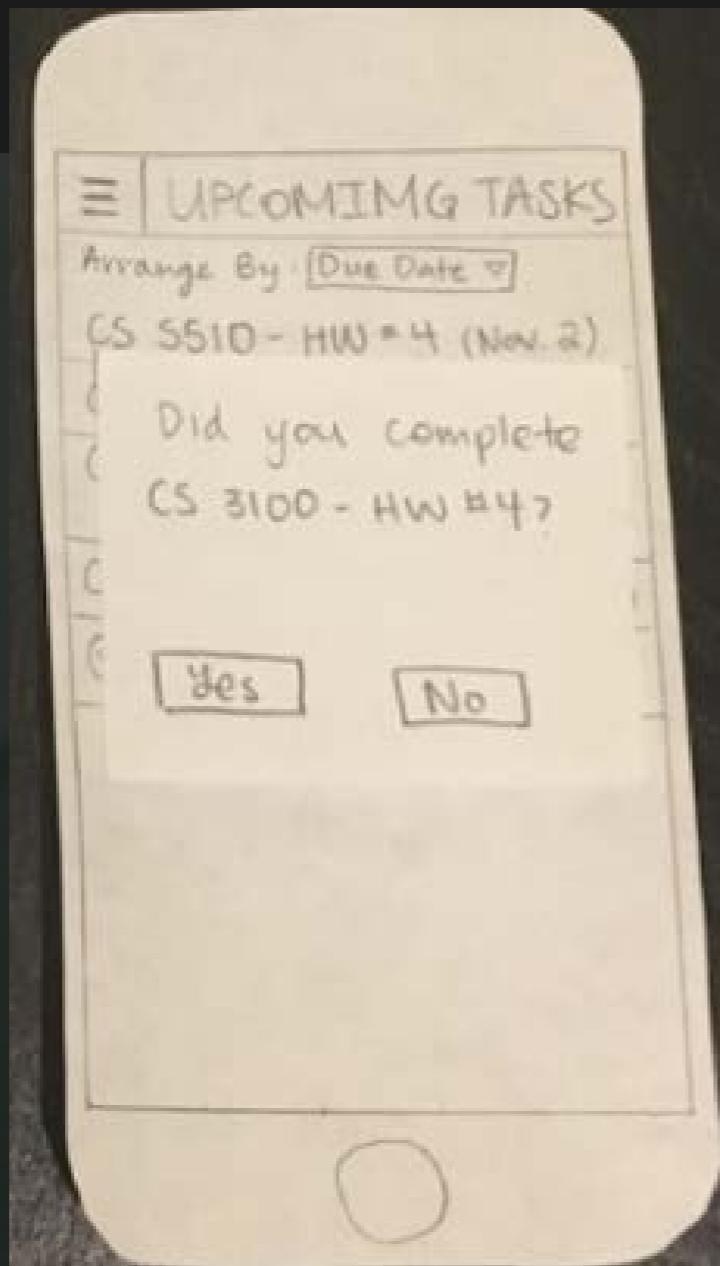 UPCOMIMG TASKS
Arrange By: Due Date
CS 5510 - HW #4 (Nov. 2)
Did you complete
CS 3100 - HW #4?
Yes
No